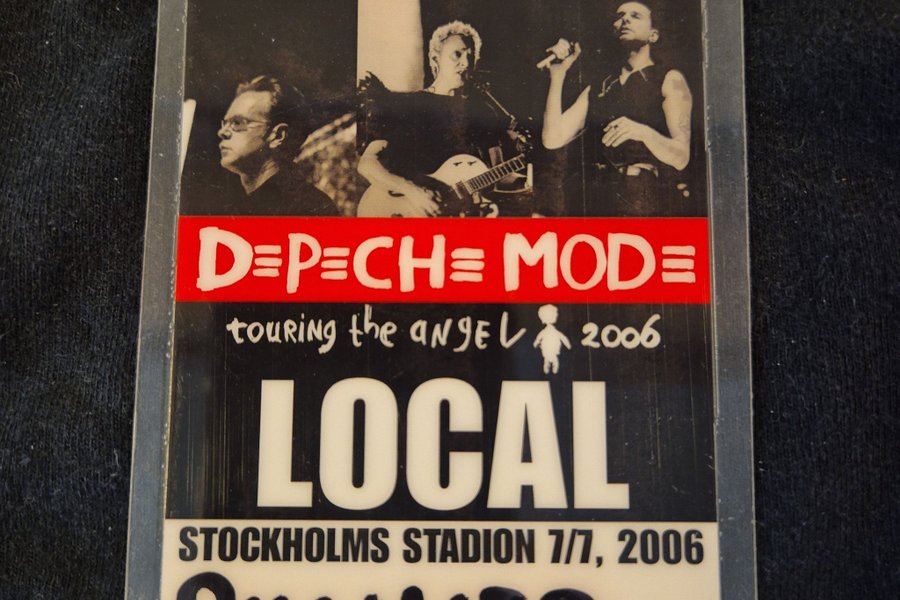 DEPECHE MODE
touring the angel 2006
LOCAL
STOCKHOLMS STADION 7/7, 2006